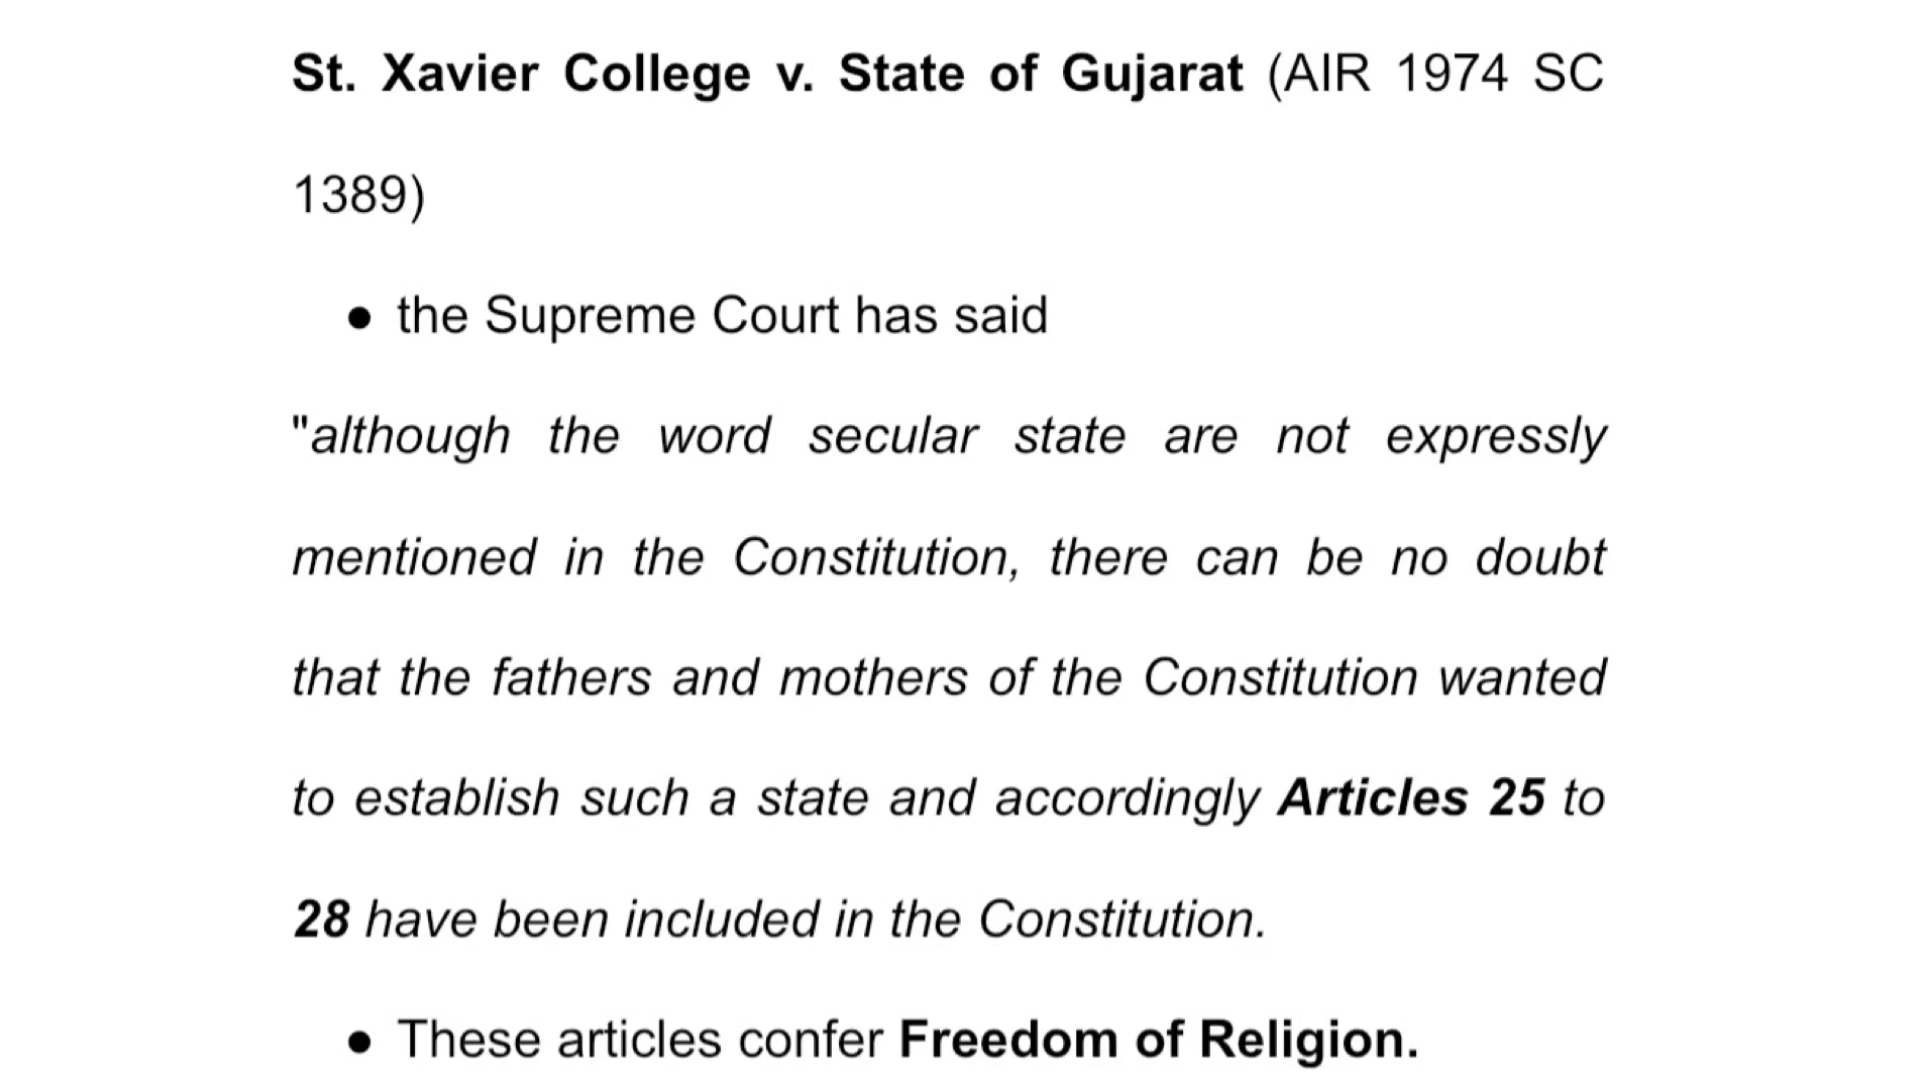 St. Xavier College v. State of Gujarat (AIR 1974 SC
1389)
● the Supreme Court has said
"although the word secular state are not expressly
mentioned in the Constitution, there can be no doubt
that the fathers and mothers of the Constitution wanted
to establish such a state and accordingly Articles 25 to
28 have been included in the Constitution.
● These articles confer Freedom of Religion.